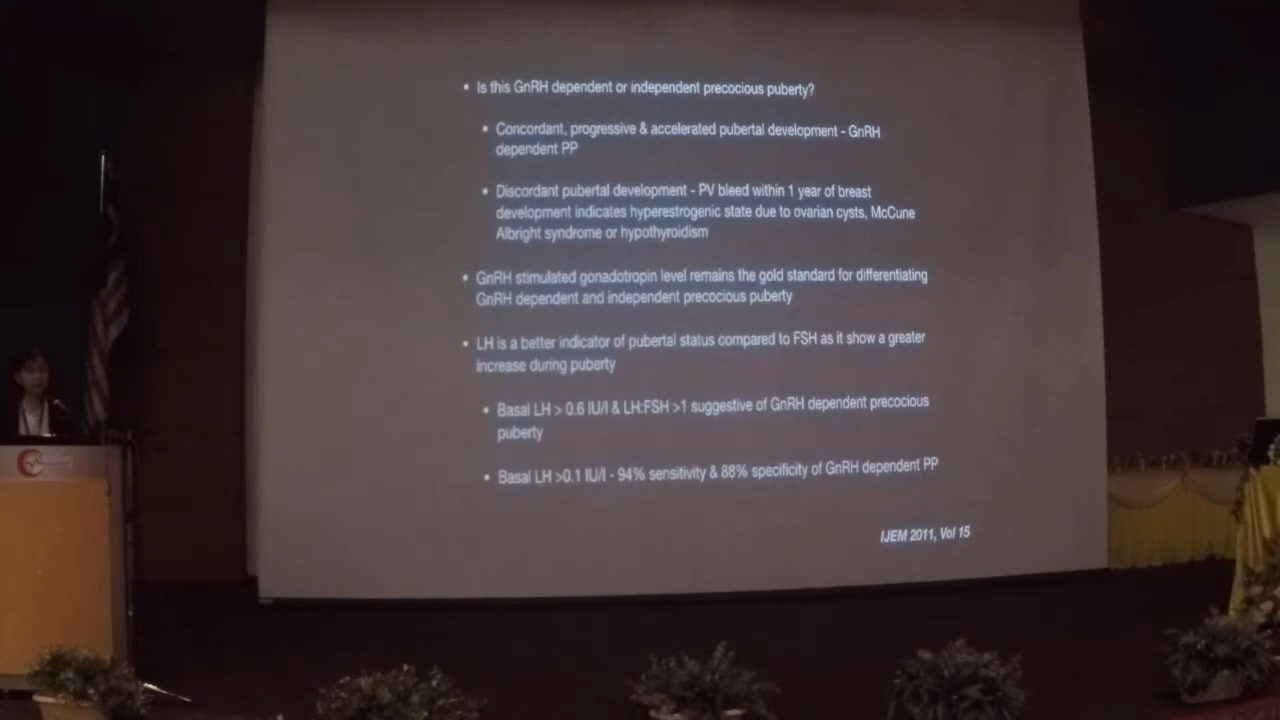 • Is this GnRH dependent or independent precocious puberty?
• Concordant, progressive & accelerated pubertal development - GnRH
dependent PP
• Discordant pubertal development - PV bleed within 1 year of breast
development indicates hyperestrogenic state due to ovarian cysts, McCune
Albright syndrome or hypothyroidism
• GnRH stimulated gonadotropin level remains the gold standard for differentiating
GnRH dependent and independent precocious puberty
• LH is a better indicator of pubertal status compared to FSH as it show a greater
increase during puberty
• Basal LH > 0.6 IU/l & LH:FSH >1 suggestive of GnRH dependent precocious
puberty
• Basal LH >0.1 IU/l - 94% sensitivity & 88% specificity of GnRH dependent PP
IJEM 2011, Vol 15